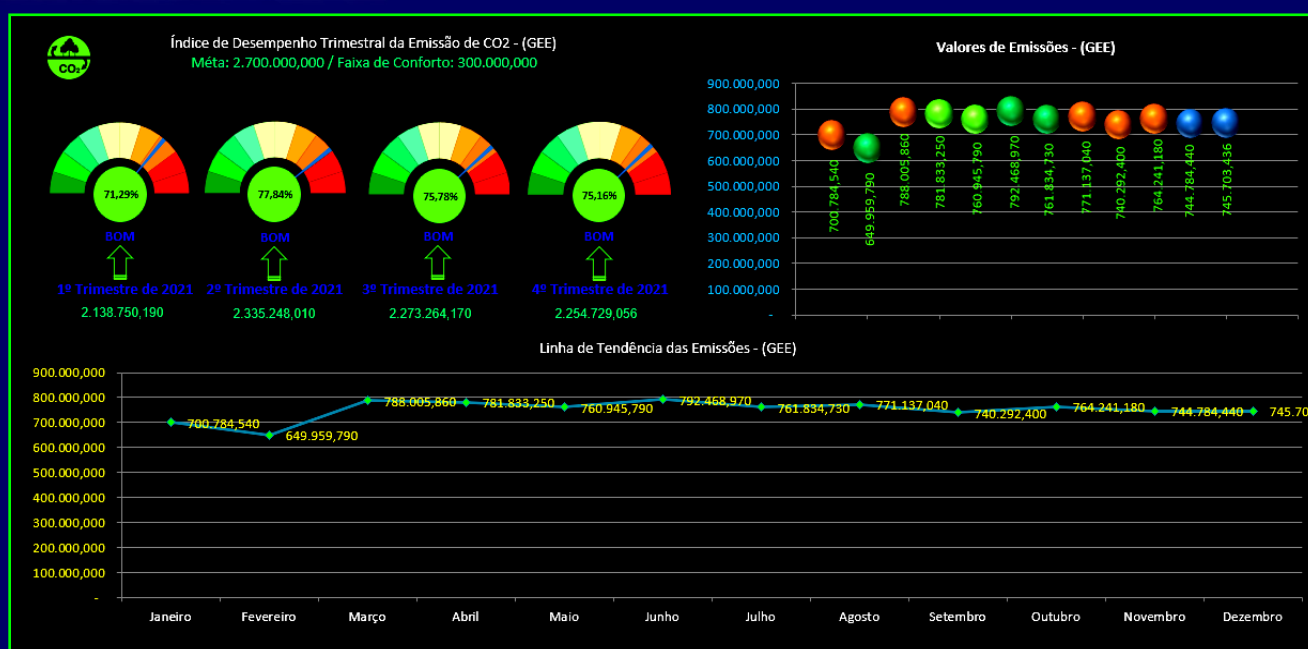 CO₂
Índice de Desempenho Trimestral da Emissão de CO2 - (GEE)
Méta: 2.700.000,000 / Faixa de Conforto: 300.000,000
71,29%
77,84%
75,78%
75,16%
BOM
BOM
BOM
BOM
1º Trimestre de 2021
2º Trimestre de 2021
3º Trimestre de 2021
4º Trimestre de 2021
2.138.750,190
2.335.248,010
2.273.264,170
2.254.729,056
Valores de Emissões - (GEE)
900.000,000
800.000,000
700.000,000
600.000,000
500.000,000
400.000,000
300.000,000
200.000,000
100.000,000
-
700.784,540
649.959,790
788.005,860
781.833,250
760.945,790
792.468,970
761.834,730
771.137,040
740.292,400
764.241,180
744.784,440
745.703,436
Linha de Tendência das Emissões - (GEE)
900.000,000
800.000,000
700.000,000
600.000,000
500.000,000
400.000,000
300.000,000
200.000,000
100.000,000
-
700.784,540
649.959,790
788.005,860
781.833,250
760.945,790
792.468,970
761.834,730
771.137,040
740.292,400
764.241,180
744.784,440
745.70
Janeiro
Fevereiro
Março
Abril
Maio
Junho
Julho
Agosto
Setembro
Outubro
Novembro
Dezembro